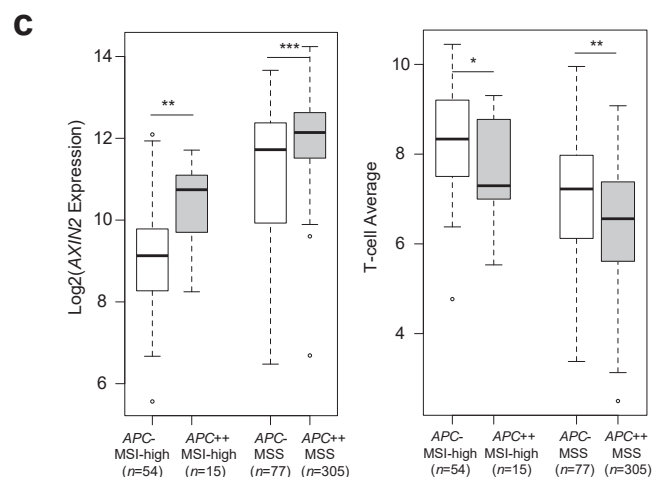 c
Log2(AXIN2 Expression)
14
12
10
8
6
**
***
APC-
MSI-high
(n=54)
APC++
MSI-high
(n=15)
APC-
MSS
(n=77)
APC++
MSS
(n=305)
T-cell Average
10
8
6
4
*
**
APC-
MSI-high
(n=54)
APC++
MSI-high
(n=15)
APC-
MSS
(n=77)
APC++
MSS
(n=305)